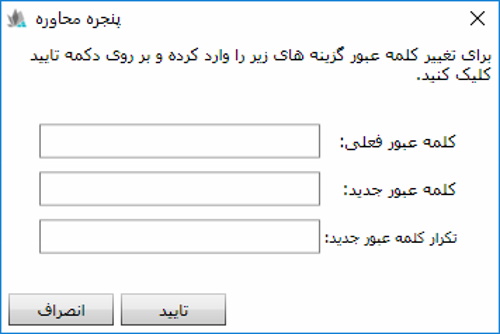 پنجره محاوره
برای تغییر کلمه عبور گزینه های زیر را وارد کرده و بر روی دکمه تایید
کلیک کنید.
کلمه عبور فعلی:
کلمه عبور جدید:
تکرار کلمه عبور جدید:
تایید
انصراف